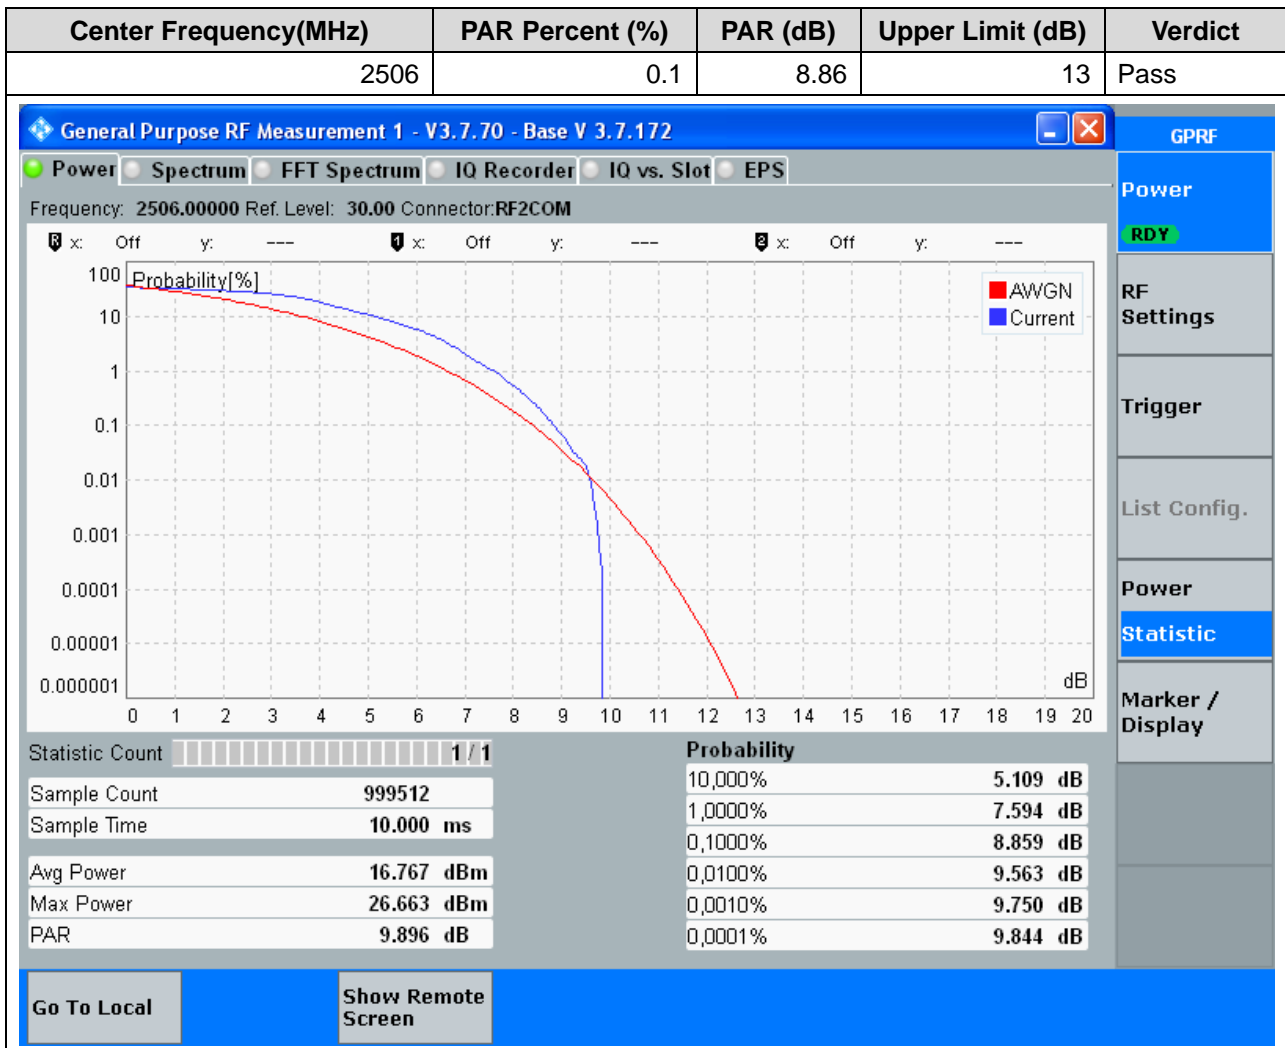 Center Frequency(MHz) PAR Percent (%) PAR (dB) Upper Limit (dB) Verdict
2506 0.1 8.86 13 Pass
General Purpose RF Measurement 1 - V3.7.70 - Base V 3.7.172
GPRF
Power Spectrum FFT Spectrum IQ Recorder IQ vs. Slot EPS
Power
RDY
Frequency: 2506.00000 Ref. Level: 30.00 Connector:RF2COM
R x: Off y: --- 1 x: Off y: --- 2 x: Off y: ---
Probability[%]
100
10
1
0.1
0.01
0.001
0.0001
0.00001
0.000001
AWGN
Current
dB
0 1 2 3 4 5 6 7 8 9 10 11 12 13 14 15 16 17 18 19 20
RF
Settings
Trigger
List Config.
Power
Statistic
Marker /
Display
Statistic Count 1 / 1
Sample Count 999512
Sample Time 10.000 ms
Avg Power 16.767 dBm
Max Power 26.663 dBm
PAR 9.896 dB
Probability
10,000% 5.109 dB
1,0000% 7.594 dB
0,1000% 8.859 dB
0,0100% 9.563 dB
0,0010% 9.750 dB
0,0001% 9.844 dB
Go To Local
Show Remote
Screen